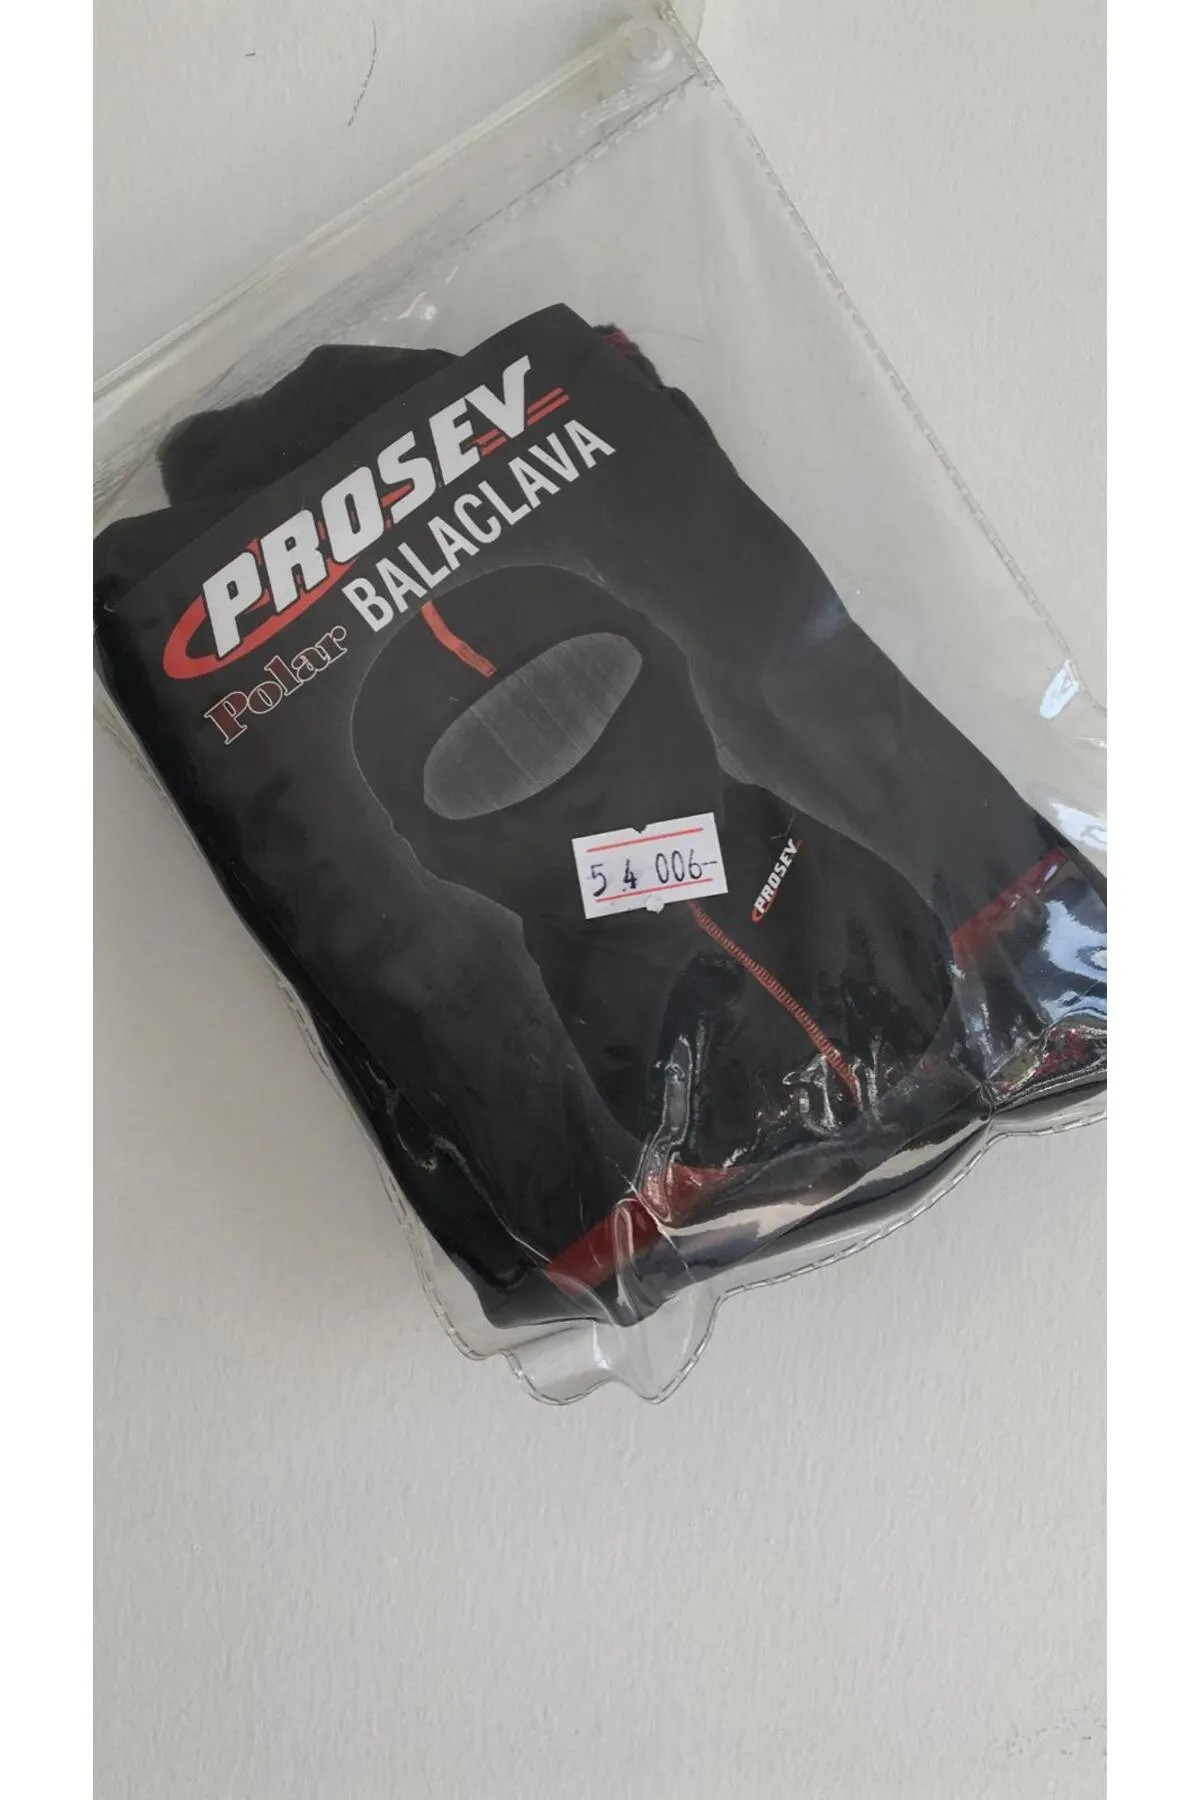 PROSEV
Polar BALACLAVA
5 4 006-
PROSEV